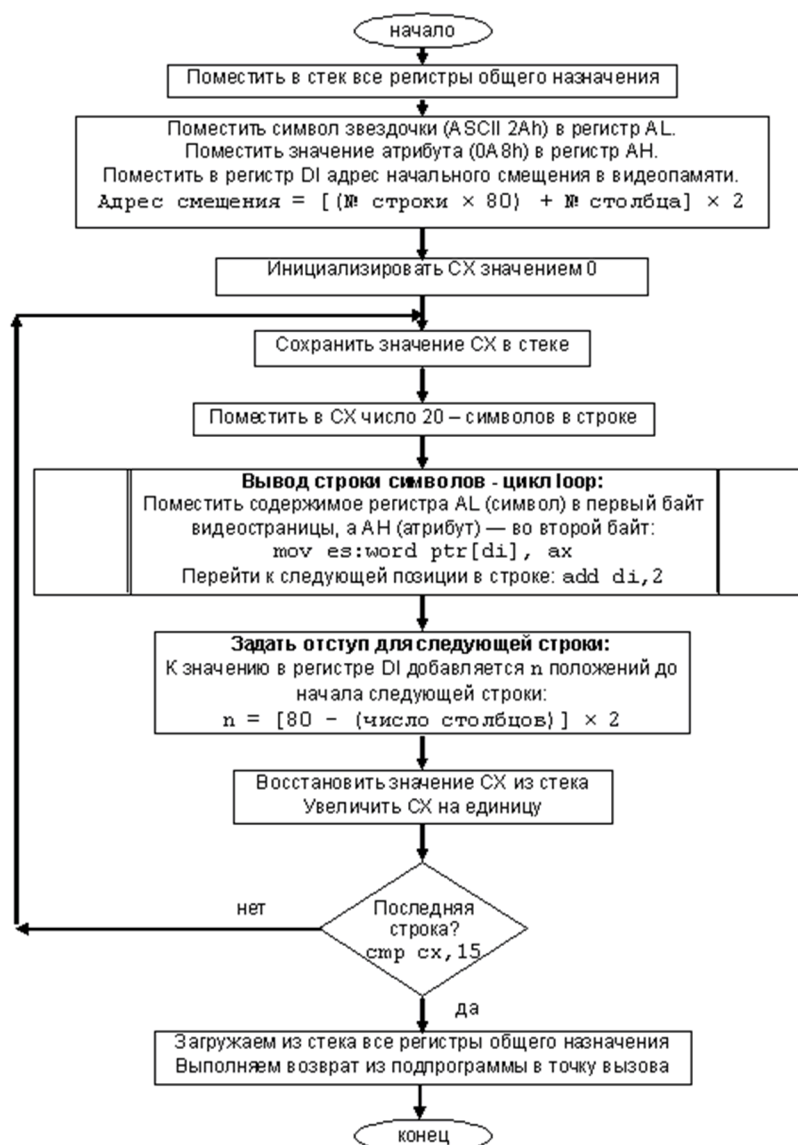 начало
Поместить в стек все регистры общего назначения
Поместить символ звездочки (ASCII 2Ah) в регистр AL.
Поместить значение атрибута (0A8h) в регистр AH.
Поместить в регистр DI адрес начального смещения в видеопамяти.
Адрес смещения = [(№ строки × 80) + № столбца] × 2
Инициализировать CX значением 0
Сохранить значение CX в стеке
Поместить в CX число 20 – символов в строке
Вывод строки символов - цикл loop:
Поместить содержимое регистра AL (символ) в первый байт
видеостраницы, а AH (атрибут) — во второй байт:
mov es:word ptr[di], ax
Перейти к следующей позиции в строке: add di,2
Задать отступ для следующей строки:
К значению в регистре DI добавляется n положений до
начала следующей строки:
n = [80 - (число столбцов)] × 2
Восстановить значение CX из стека
Увеличить CX на единицу
нет
Последняя
строка?
cmp cx,15
да
Загружаем из стека все регистры общего назначения
Выполняем возврат из подпрограммы в точку вызова
конец